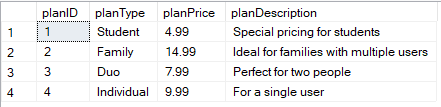 planID planType planPrice planDescription
1 1 Student 4.99 Special pricing for students
2 2 Family 14.99 Ideal for families with multiple users
3 3 Duo 7.99 Perfect for two people
4 4 Individual 9.99 For a single user